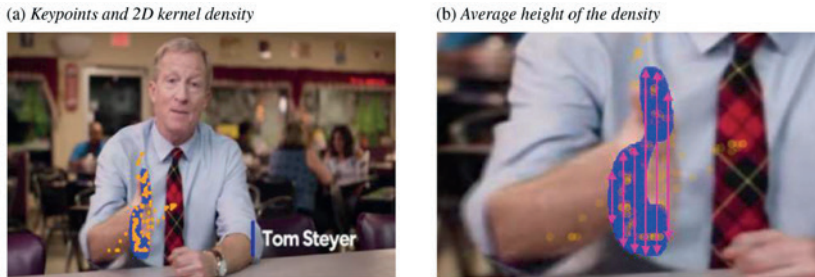 (a) Keypoints and 2D kernel density
(b) Average height of the density
Tom Steyer